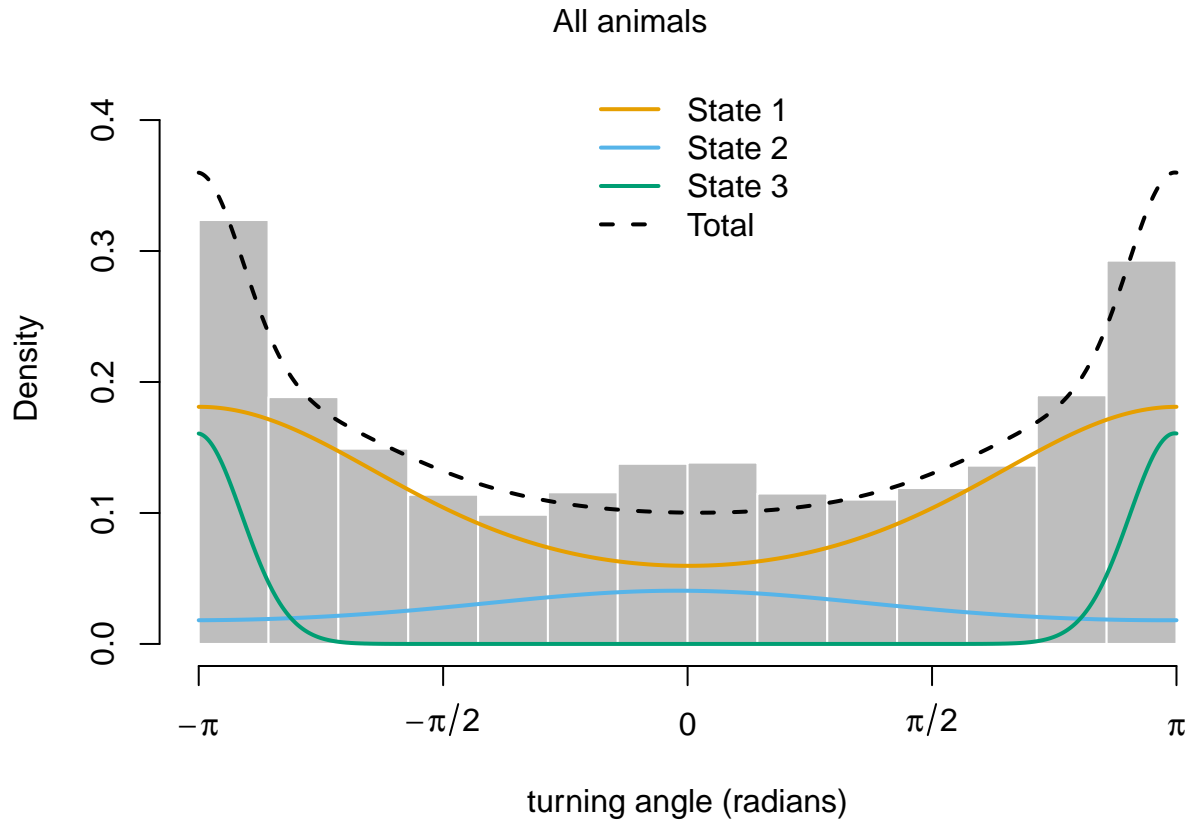 All animals
State 1
State 2
State 3
Total
Density
0.4
0.3
0.2
0.1
0.0
−π
−π/2
0
π/2
π
turning angle (radians)